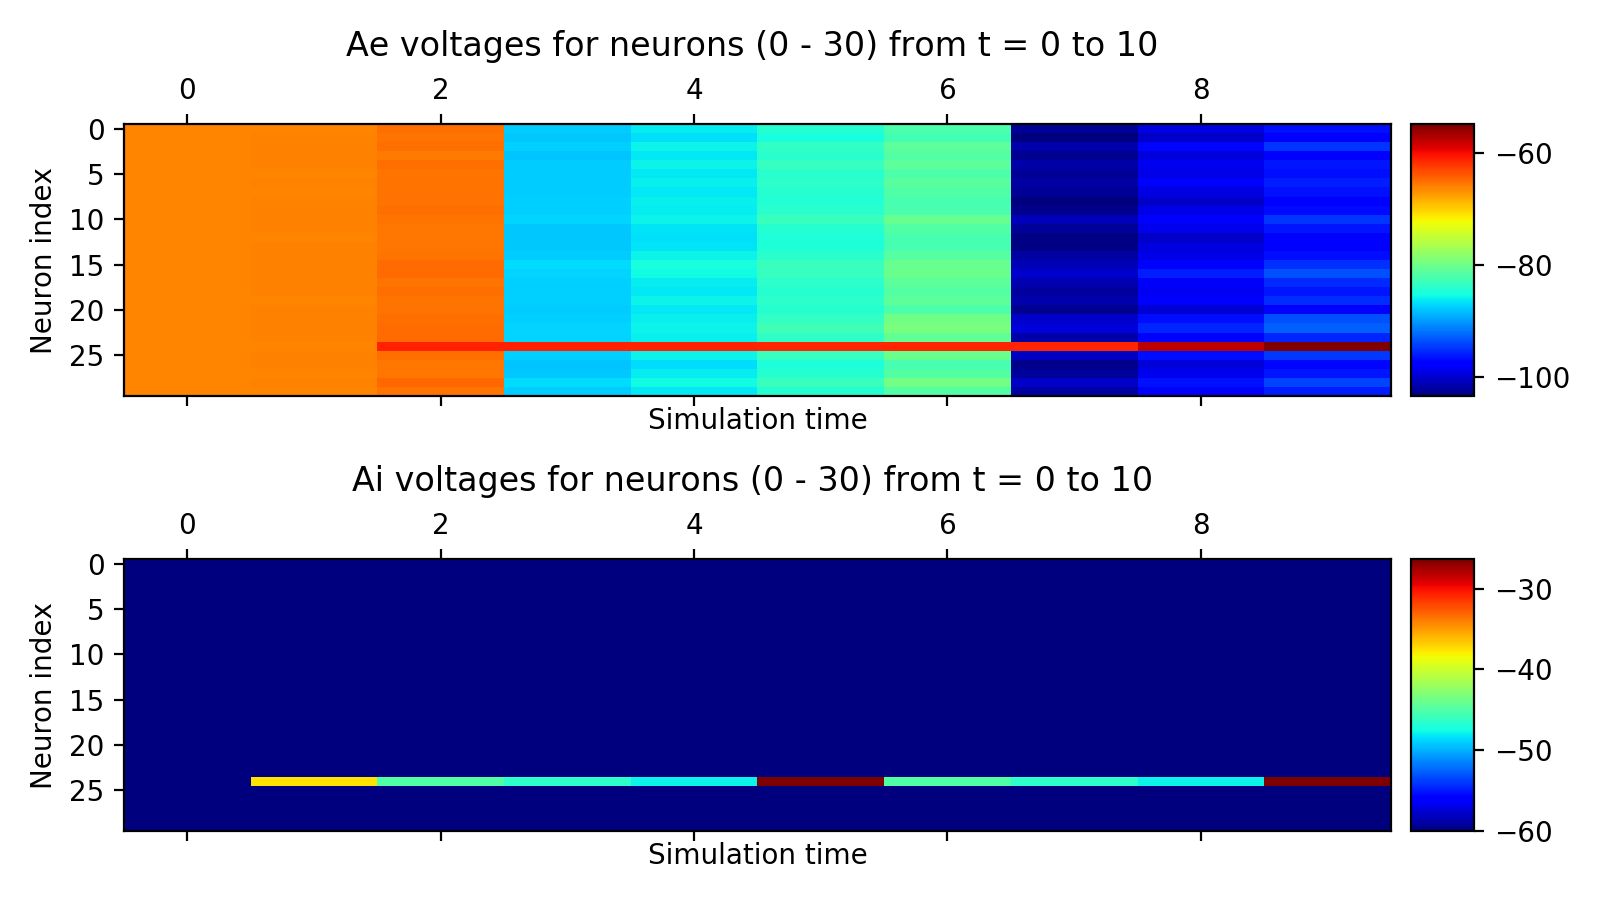 Ae voltages for neurons (0 - 30) from t = 0 to 10
0 2 4 6 8
Neuron index
0
5
10
15
20
25
−60
−80
−100
Simulation time
Ai voltages for neurons (0 - 30) from t = 0 to 10
0 2 4 6 8
Neuron index
0
5
10
15
20
25
−30
−40
−50
−60
Simulation time